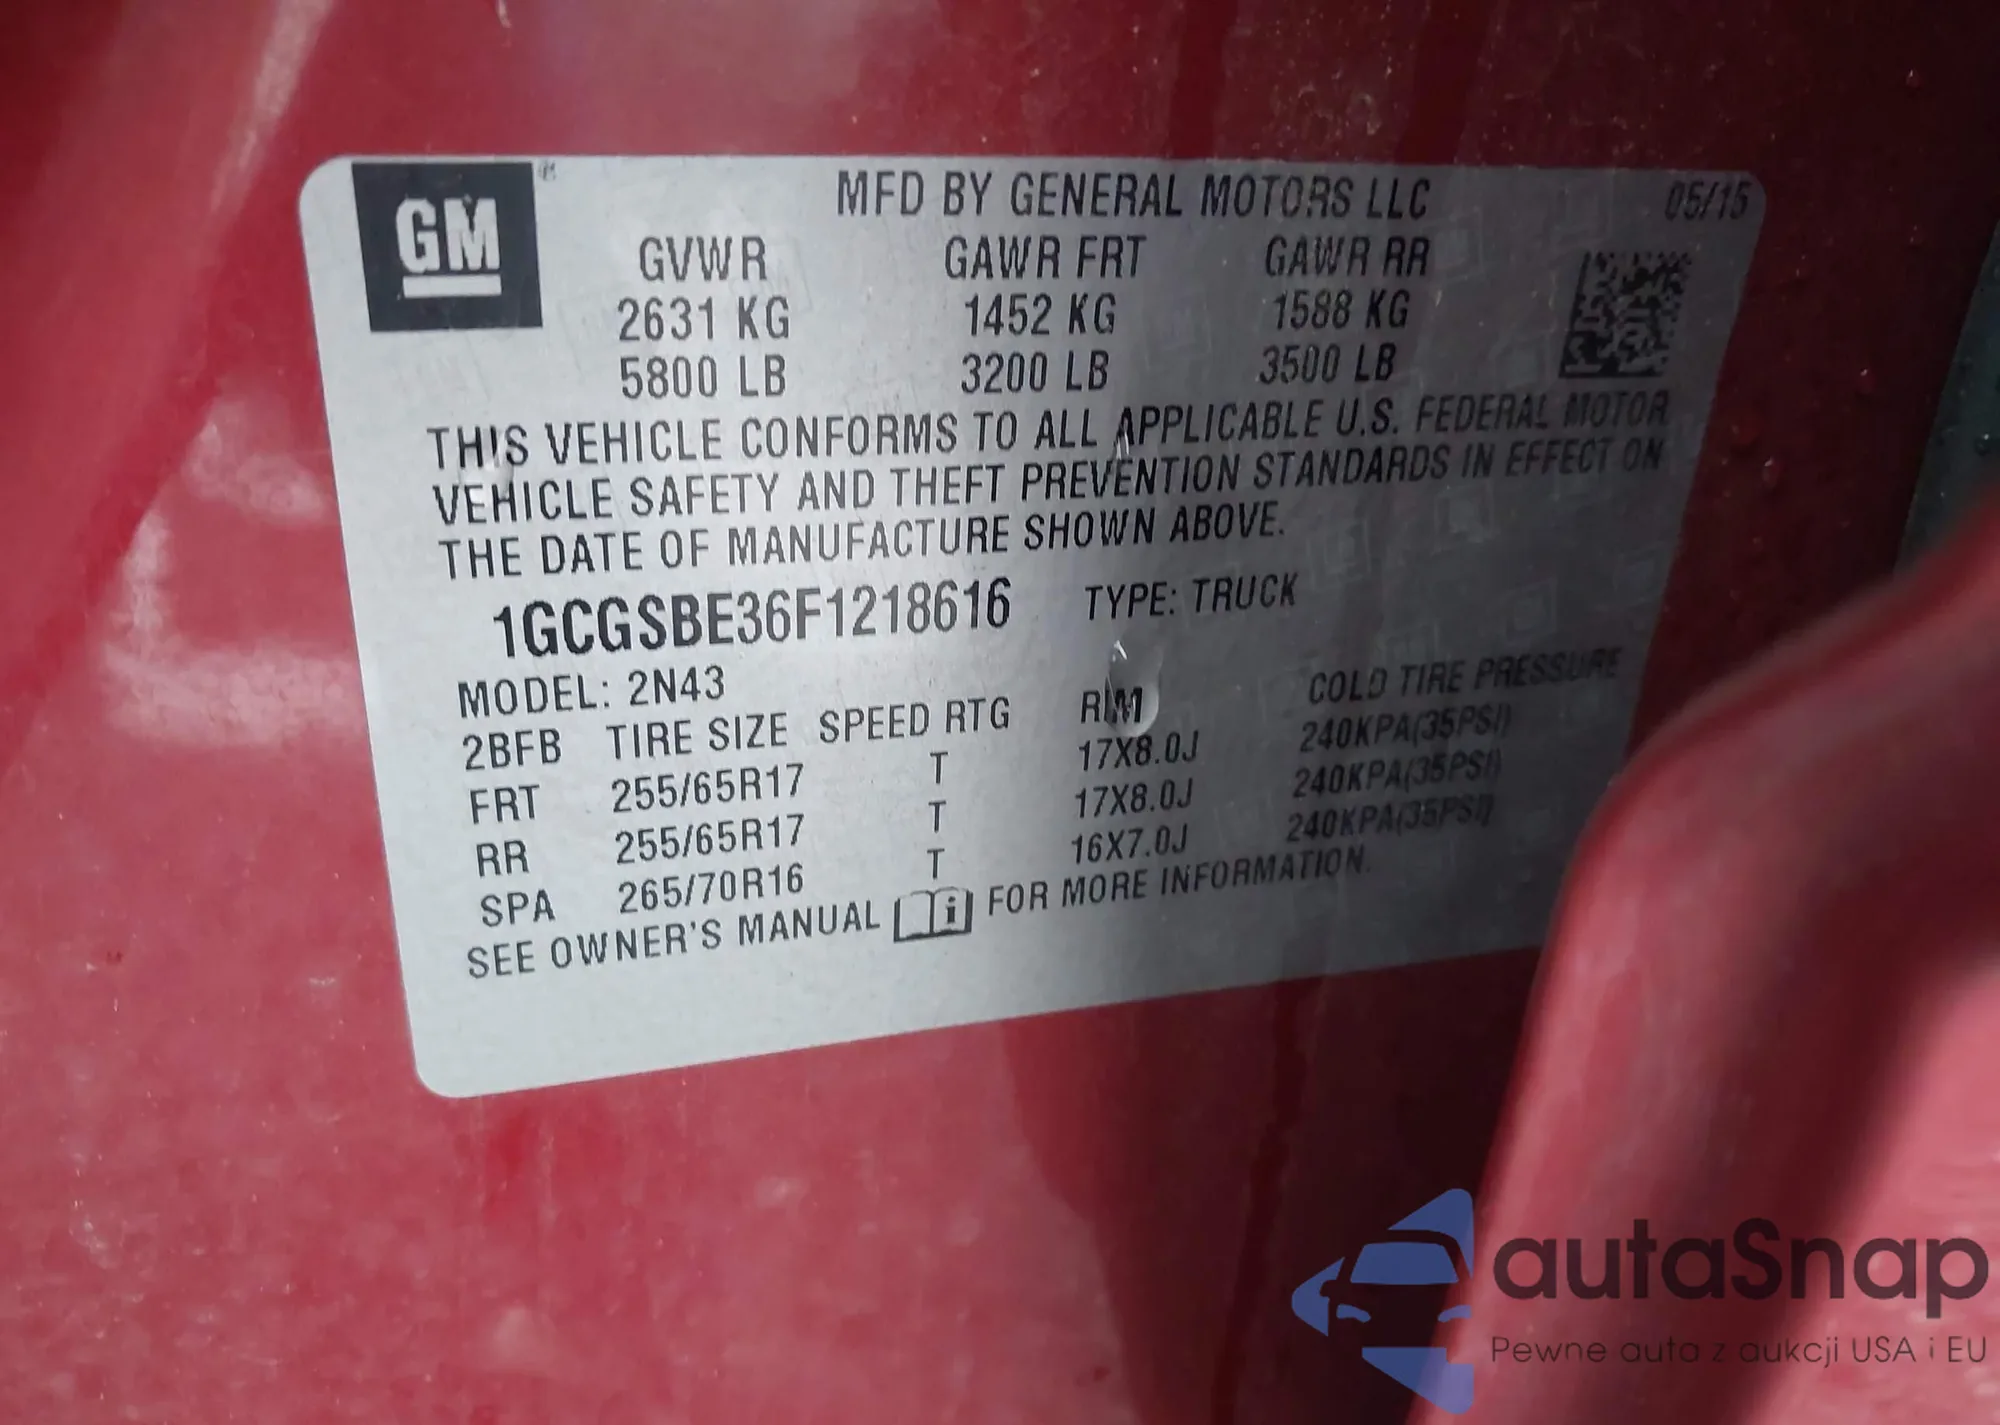 GM ®
MFD BY GENERAL MOTORS LLC 05/15
GVWR GAWR FRT GAWR RR
2631 KG 1452 KG 1588 KG
5800 LB 3200 LB 3500 LB
THIS VEHICLE CONFORMS TO ALL APPLICABLE U.S. FEDERAL MOTOR
VEHICLE SAFETY AND THEFT PREVENTION STANDARDS IN EFFECT ON
THE DATE OF MANUFACTURE SHOWN ABOVE.
1GCGSBE36F1218616 TYPE: TRUCK
MODEL: 2N43
2BFB TIRE SIZE SPEED RTG RIM COLD TIRE PRESSURE
FRT 255/65R17 T 17X8.0J 240KPA(35PSI)
RR 255/65R17 T 17X8.0J 240KPA(35PSI)
SPA 265/70R16 T 16X7.0J 240KPA(35PSI)
SEE OWNER'S MANUAL i FOR MORE INFORMATION.
autaSnap
Pewne auta z aukcji USA i EU